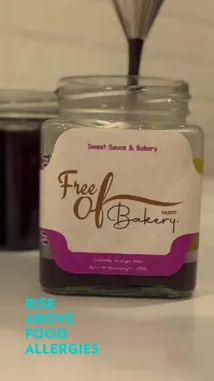 Sweet Sauce & Bakery
Free
Of
Bakery
RISE
ABOVE
FOOD
ALLERGIES